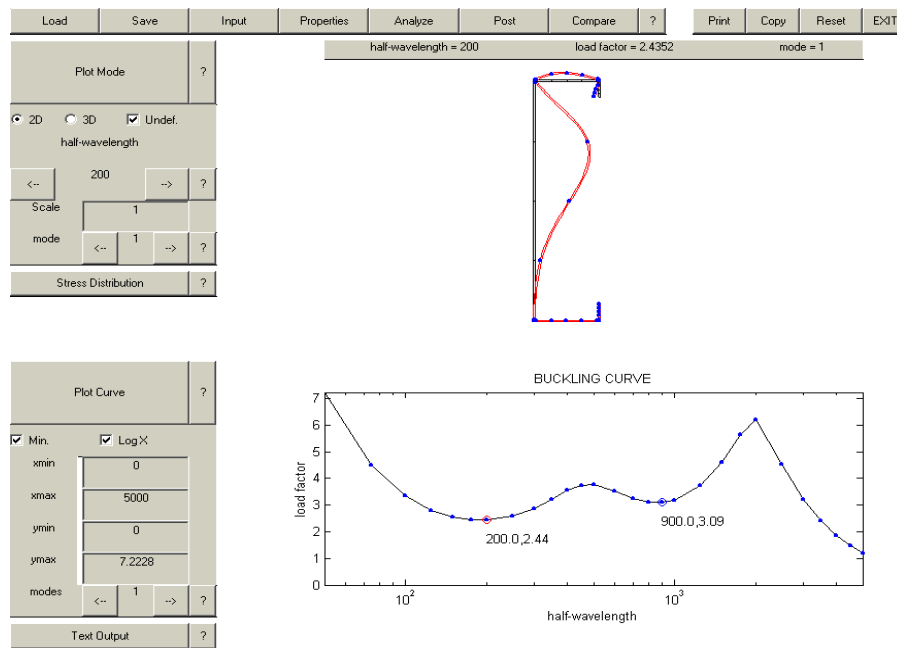 Load Save Input Properties Analyze Post Compare ? Print Copy Reset EXIT
half-wavelength = 200 load factor = 2.4352 mode = 1
Plot Mode ?
2D 3D Undef.
half-wavelength
<-- 200 --> ?
Scale 1
mode <-- 1 --> ?
Stress Distribution ?
Plot Curve ?
Min. Log X
xmin 0
xmax 5000
ymin 0
ymax 7.2228
modes <-- 1 --> ?
Text Output ?
BUCKLING CURVE
7
6
5
4
3
2
1
0
load factor
200.0,2.44
900.0,3.09
10² 10³
half-wavelength